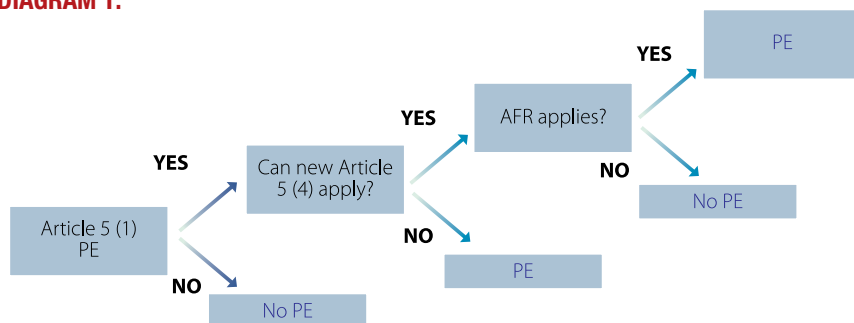 DIAGRAM 1.
PE
YES
AFR applies?
YES
NO
Can new Article
5 (4) apply?
YES
No PE
Article 5 (1)
PE
NO
PE
NO
No PE